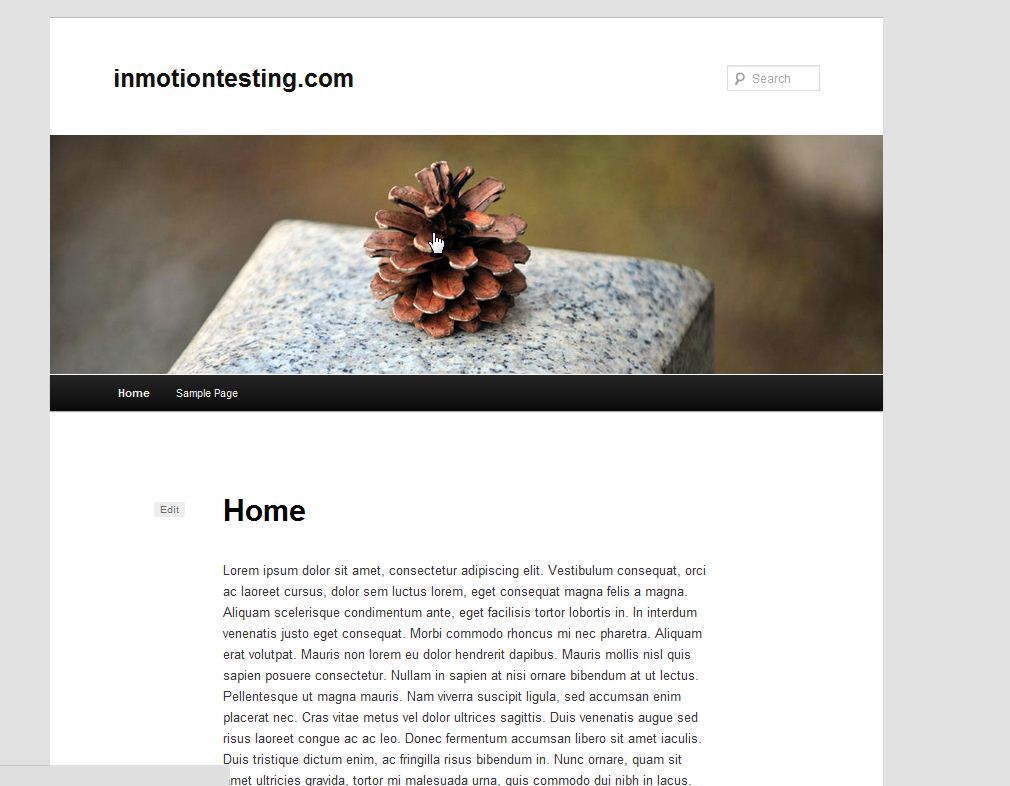 inmotiontesting.com
Search
Home
Sample Page
Edit
Home
Lorem ipsum dolor sit amet, consectetur adipiscing elit. Vestibulum consequat, orci
ac laoreet cursus, dolor sem luctus lorem, eget consequat magna felis a magna.
Aliquam scelerisque condimentum ante, eget facilisis tortor lobortis in. In interdum
venenatis justo eget consequat. Morbi commodo rhoncus mi nec pharetra. Aliquam
erat volutpat. Mauris non lorem eu dolor hendrerit dapibus. Mauris mollis nisl quis
sapien posuere consectetur. Nullam in sapien at nisi ornare bibendum at ut lectus.
Pellentesque ut magna mauris. Nam viverra suscipit ligula, sed accumsan enim
placerat nec. Cras vitae metus vel dolor ultrices sagittis. Duis venenatis augue sed
risus laoreet congue ac ac leo. Donec fermentum accumsan libero sit amet iaculis.
Duis tristique dictum enim, ac fringilla risus bibendum in. Nunc ornare, quam sit
amet ultricies gravida, tortor mi malesuada urna, quis commodo dui nibh in lacus.